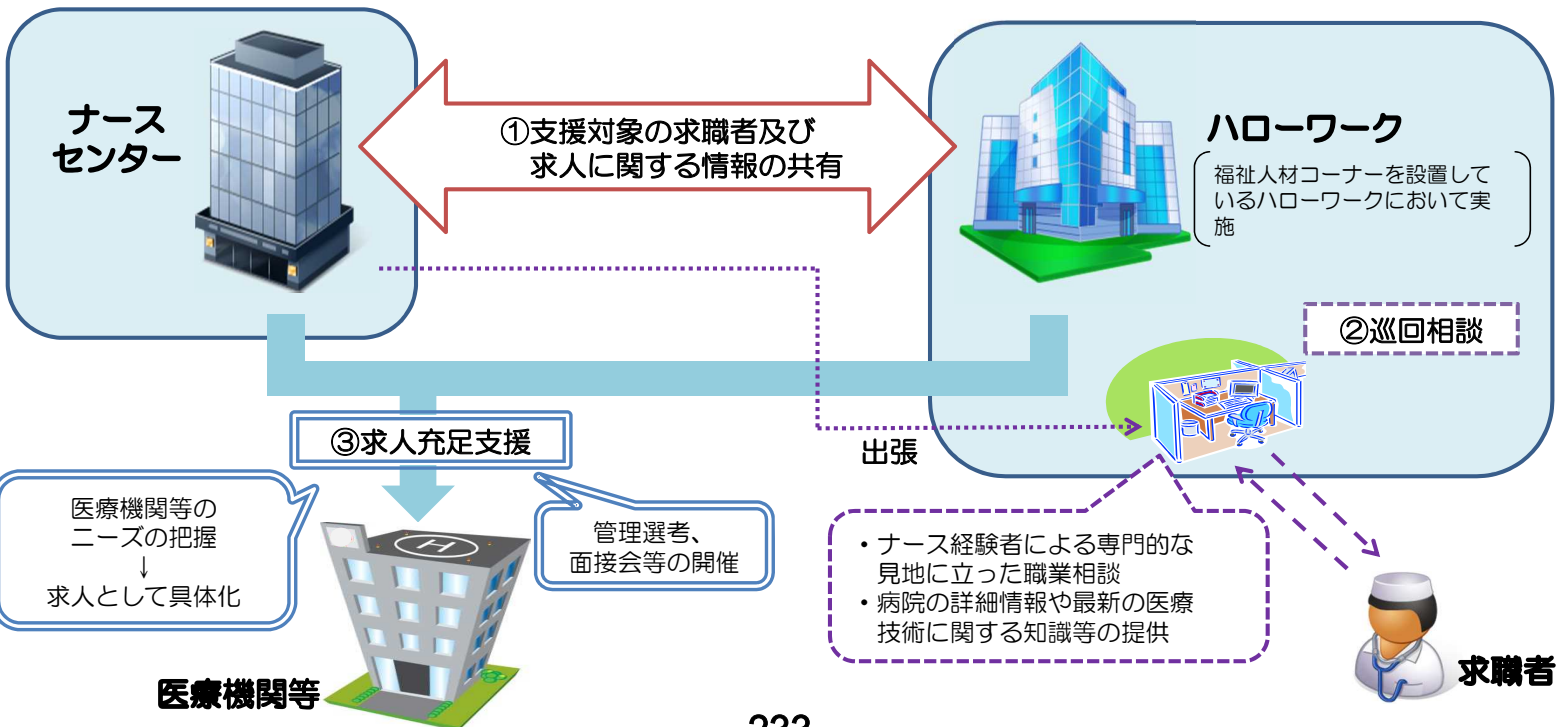 ナース
センター
①支援対象の求職者及び
求人に関する情報の共有
ハローワーク
福祉人材コーナーを設置して
いるハローワークにおいて実
施
②巡回相談
出張
③求人充足支援
医療機関等の
ニーズの把握
↓
求人として具体化
管理選考、
面接会等の開催
・ナース経験者による専門的な
見地に立った職業相談
・病院の詳細情報や最新の医療
技術に関する知識等の提供
H
医療機関等
求職者
233